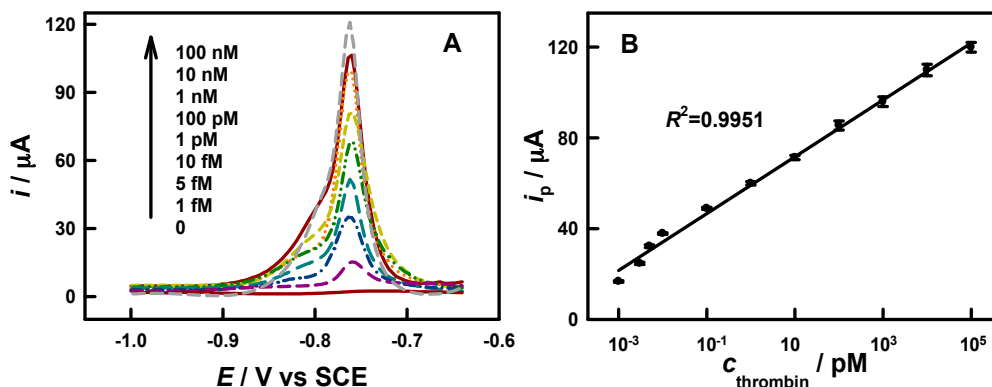 A
100 nM
10 nM
1 nM
100 pM
1 pM
10 fM
5 fM
1 fM
0
120
90
60
30
0
i / μA
-1.0 -0.9 -0.8 -0.7 -0.6
E / V vs SCE
B
R²=0.9951
120
80
40
0
iₚ / μA
10⁻³ 10⁻¹ 10 10³ 10⁵
c thrombin / pM